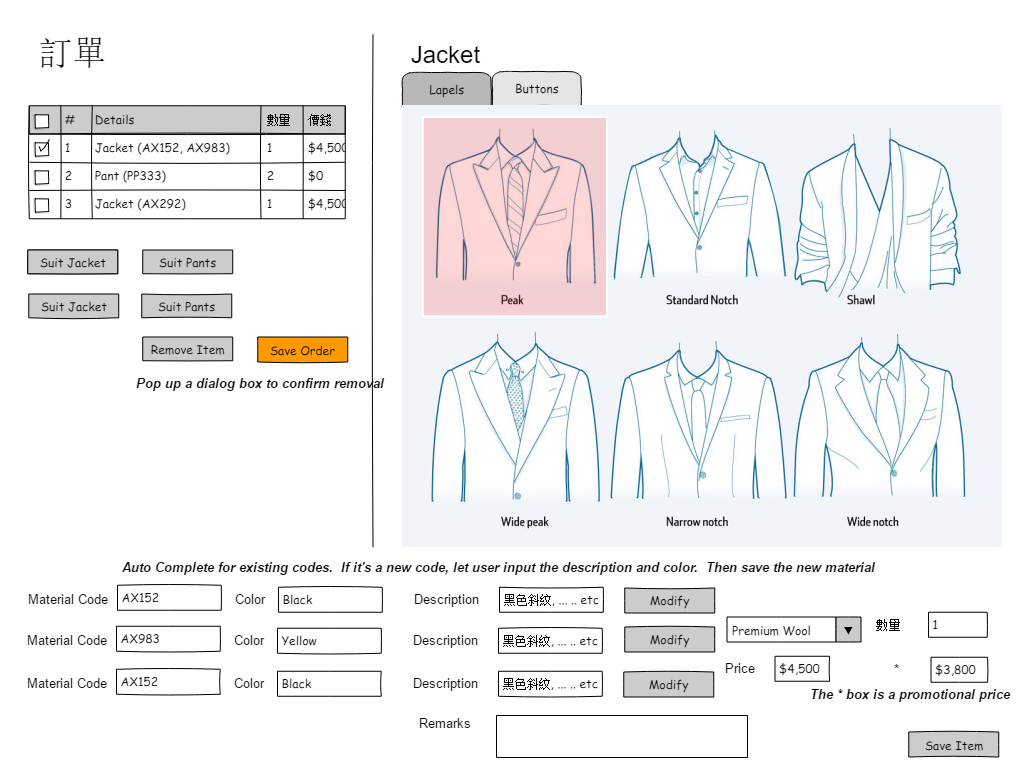 訂單
# Details 數量 價錢
1 Jacket (AX152, AX983) 1 $4,500
2 Pant (PP333) 2 $0
3 Jacket (AX292) 1 $4,500
Suit Jacket Suit Pants
Suit Jacket Suit Pants
Remove Item Save Order
Pop up a dialog box to confirm removal
Jacket
Lapels Buttons
Peak Standard Notch Shawl
Wide peak Narrow notch Wide notch
Auto Complete for existing codes. If it's a new code, let user input the description and color. Then save the new material
Material Code AX152 Color Black Description 黑色斜紋, ... .. etc Modify
Premium Wool 數量 1
Material Code AX983 Color Yellow Description 黑色斜紋, ... .. etc Modify
Price $4,500 * $3,800
Material Code AX152 Color Black Description 黑色斜紋, ... .. etc Modify
The * box is a promotional price
Remarks
Save Item